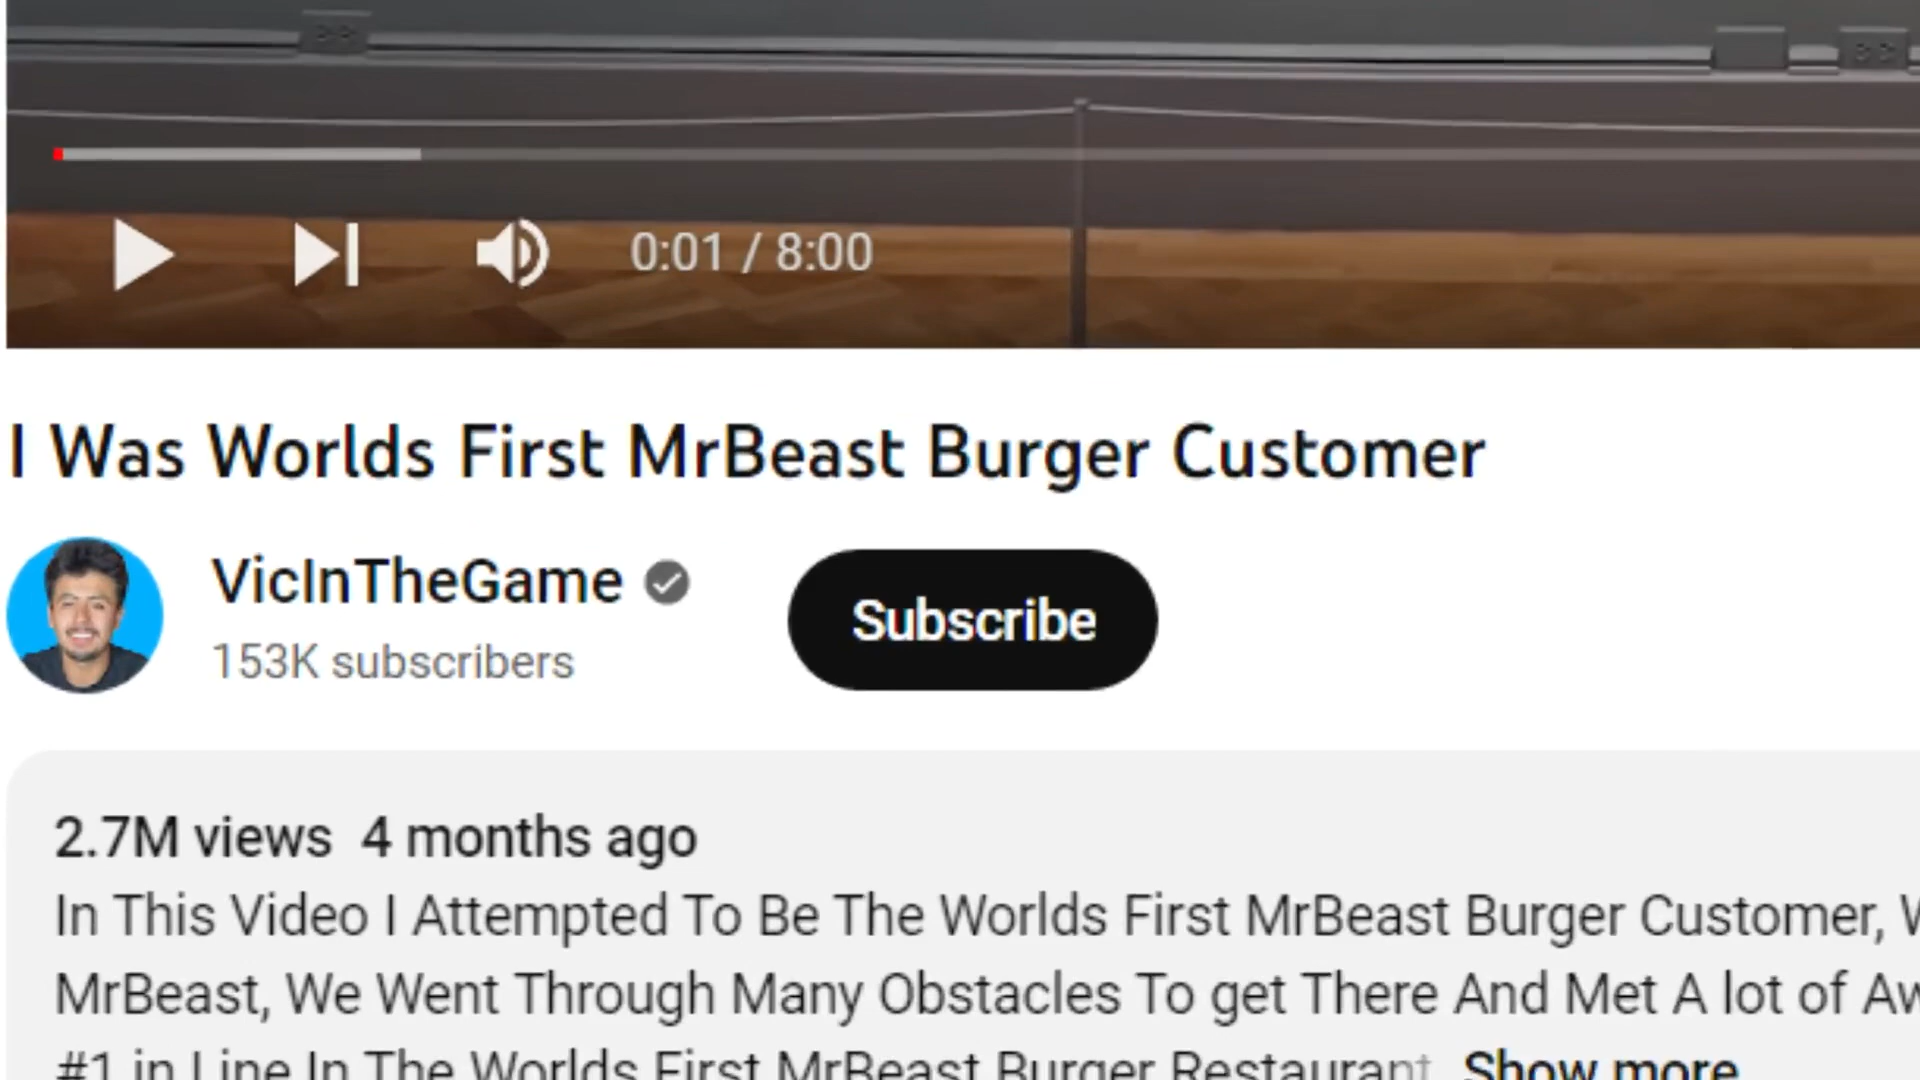 0:01 / 8:00
I Was Worlds First MrBeast Burger Customer
VicInTheGame
Subscribe
153K subscribers
2.7M views 4 months ago
In This Video I Attempted To Be The Worlds First MrBeast Burger Customer,
MrBeast, We Went Through Many Obstacles To get There And Met A lot of
#1 in Line In The Worlds First MrBeast Burger Restaurant Show more